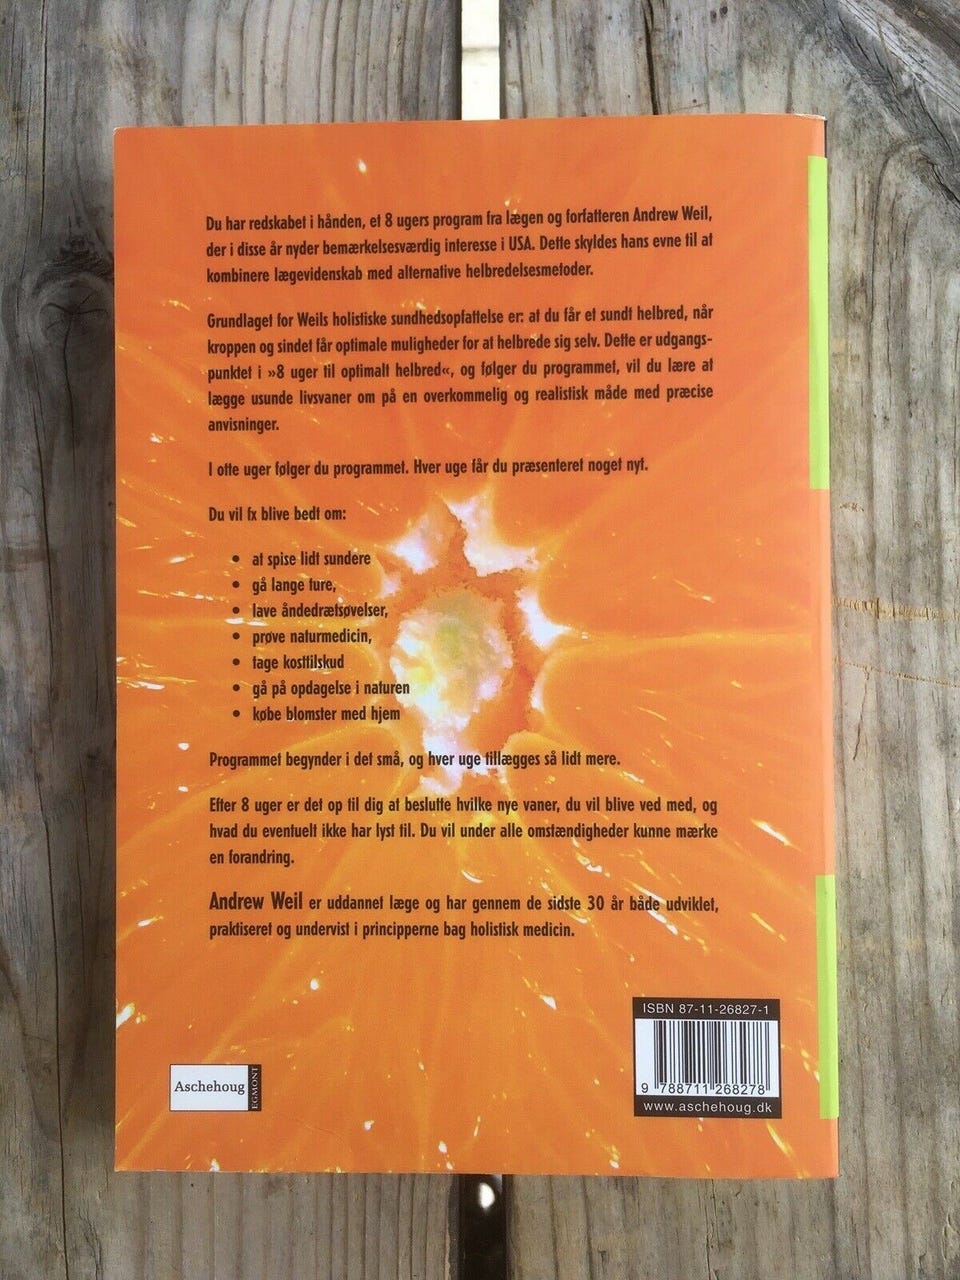 Du har redskabet i hånden, et 8 ugers program fra lægen og forfatteren Andrew Weil,
der i disse år nyder bemærkelsesværdig interesse i USA. Dette skyldes hans evne til at
kombinere lægevidenskab med alternative helbredelsesmetoder.
Grundlaget for Weils holistiske sundhedsopfattelse er: at du får et sundt helbred, når
kroppen og sindet får optimale muligheder for at helbrede sig selv. Dette er udgangs-
punktet i »8 uger til optimalt helbred«, og følger du programmet, vil du lære at
lægge usunde livsvaner om på en overkommelig og realistisk måde med præcise
anvisninger.
I otte uger følger du programmet. Hver uge får du præsenteret noget nyt.
Du vil fx blive bedt om:
• at spise lidt sundere
• gå lange ture,
• lave åndedrætsøvelser,
• prøve naturmedicin,
• tage kosttilskud
• gå på opdagelse i naturen
• købe blomster med hjem
Programmet begynder i det små, og hver uge tillægges så lidt mere.
Efter 8 uger er det op til dig at beslutte hvilke nye vaner, du vil blive ved med, og
hvad du eventuelt ikke har lyst til. Du vil under alle omstændigheder kunne mærke
en forandring.
Andrew Weil er uddannet læge og har gennem de sidste 30 år både udviklet,
praktiseret og undervist i principperne bag holistisk medicin.
ISBN 87-11-26827-1
9 788711 268278
www.aschehoug.dk
Aschehoug
EGMONT